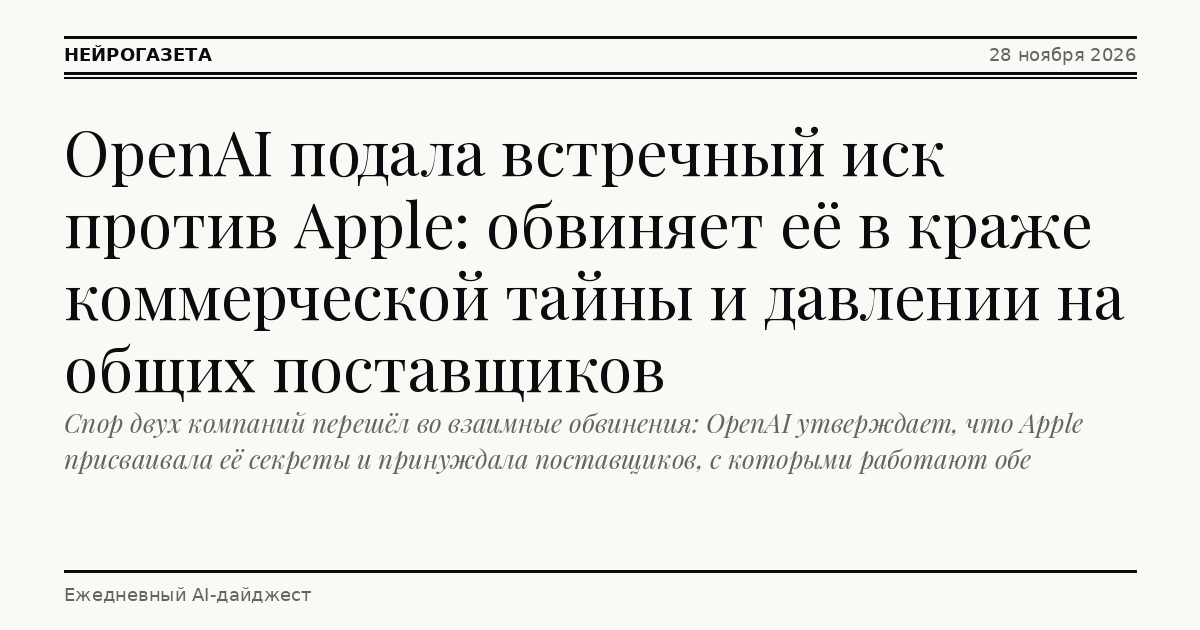 НЕЙРОГАЗЕТА
28 ноября 2026
OpenAI подала встречный иск
против Apple: обвиняет её в краже
коммерческой тайны и давлении на
общих поставщиков
Спор двух компаний перешёл во взаимные обвинения: OpenAI утверждает, что Apple
присваивала её секреты и принуждала поставщиков, с которыми работают обе
Ежедневный AI-дайджест